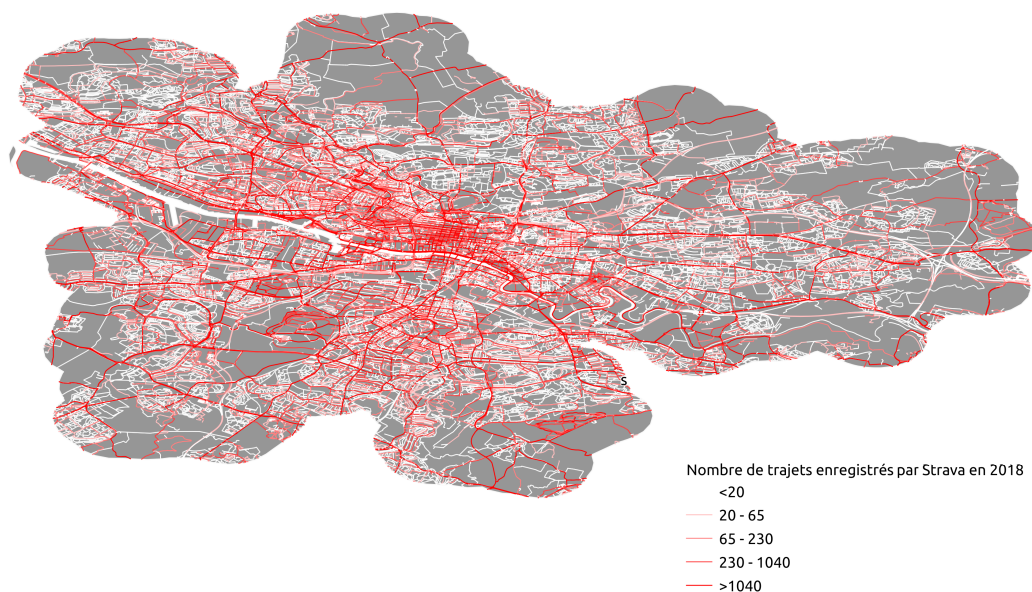 S
Nombre de trajets enregistrés par Strava en 2018
<20
20 - 65
65 - 230
230 - 1040
>1040